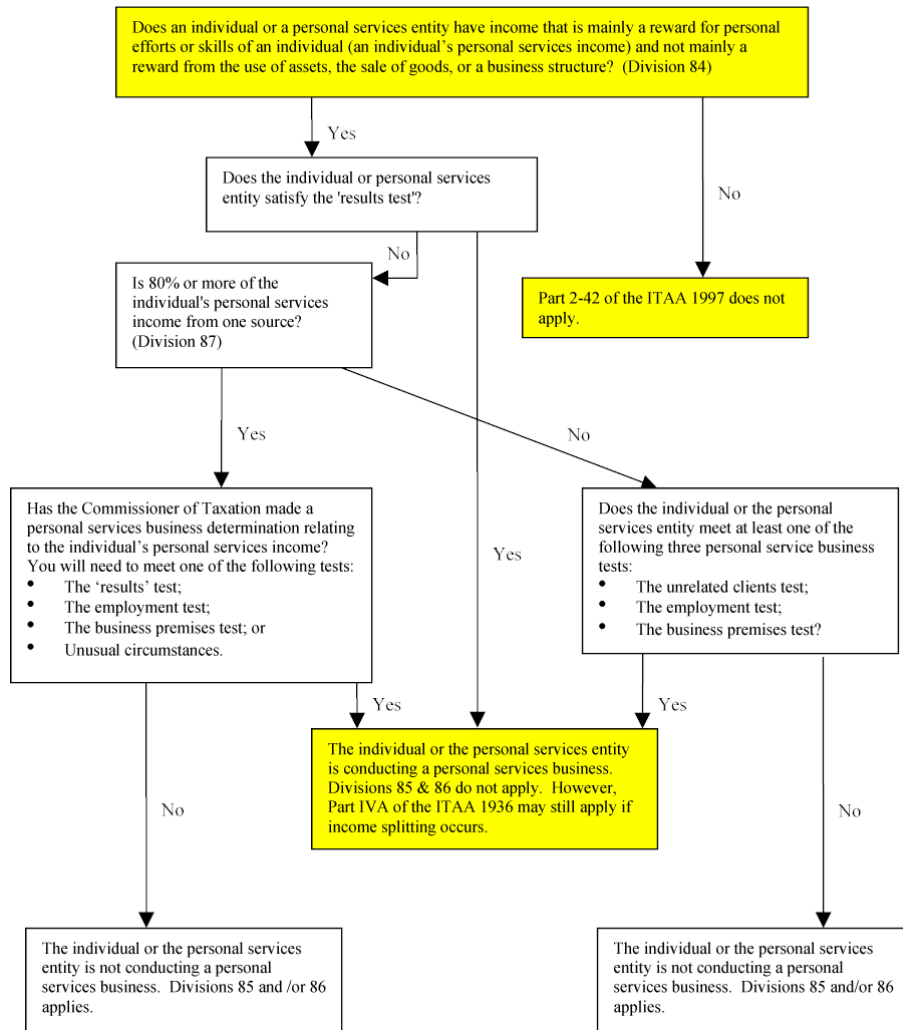 Does an individual or a personal services entity have income that is mainly a reward for personal
efforts or skills of an individual (an individual’s personal services income) and not mainly a
reward from the use of assets, the sale of goods, or a business structure? (Division 84)
Yes
No
Does the individual or personal services
entity satisfy the 'results test'?
No
Yes
Is 80% or more of the
individual's personal services
income from one source?
(Division 87)
Part 2-42 of the ITAA 1997 does not
apply.
Yes
No
Has the Commissioner of Taxation made a
personal services business determination relating
to the individual’s personal services income?
You will need to meet one of the following tests:
• The ‘results’ test;
• The employment test;
• The business premises test; or
• Unusual circumstances.
Does the individual or the personal
services entity meet at least one of the
following three personal service business
tests:
• The unrelated clients test;
• The employment test;
• The business premises test?
Yes
Yes
The individual or the personal services entity
is conducting a personal services business.
Divisions 85 & 86 do not apply. However,
Part IVA of the ITAA 1936 may still apply if
income splitting occurs.
No
No
The individual or the personal services
entity is not conducting a personal
services business. Divisions 85 and /or 86
applies.
The individual or the personal services
entity is not conducting a personal
services business. Divisions 85 and/or 86
applies.